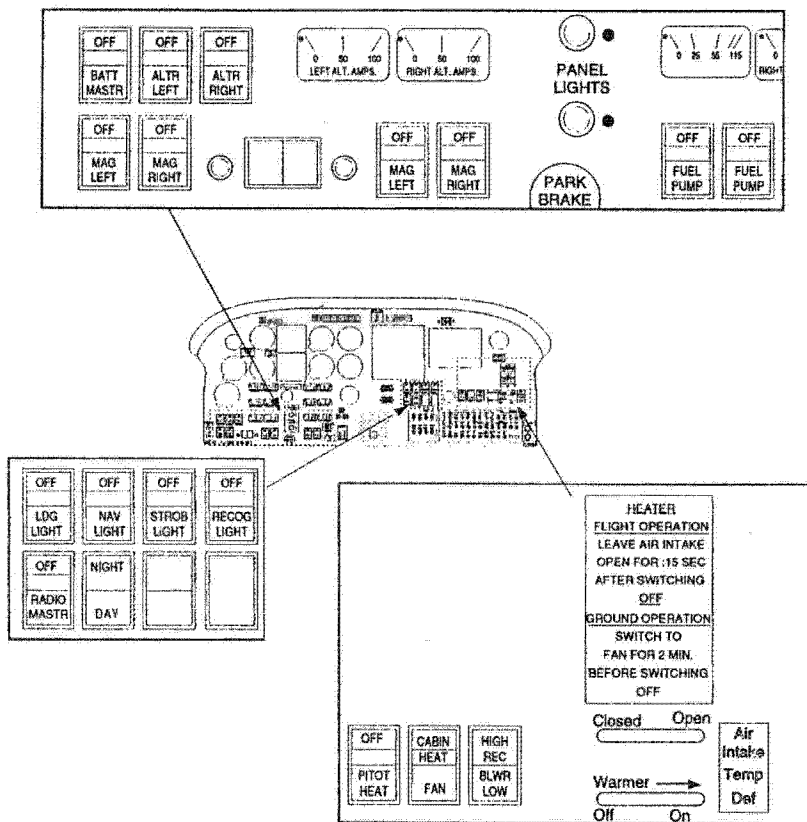 OFF
BATT
MASTR
OFF
ALTR
LEFT
OFF
ALTR
RIGHT
0 50 100
LEFT ALT. AMPS.
0 50 100
RIGHT ALT. AMPS.
PANEL
LIGHTS
0 25 55 115
0
RIGHT
OFF
MAG
LEFT
OFF
MAG
RIGHT
OFF
MAG
LEFT
OFF
MAG
RIGHT
PARK
BRAKE
OFF
FUEL
PUMP
OFF
FUEL
PUMP
OFF
LDG
LIGHT
OFF
NAV
LIGHT
OFF
STROB
LIGHT
OFF
RECOG
LIGHT
OFF
RADIO
MASTR
NIGHT
DAY
HEATER
FLIGHT OPERATION
LEAVE AIR INTAKE
OPEN FOR :15 SEC
AFTER SWITCHING
OFF
GROUND OPERATION
SWITCH TO
FAN FOR 2 MIN.
BEFORE SWITCHING
OFF
Closed Open
Air
Intake
Temp
Def
Warmer
Off On
OFF
PITOT
HEAT
CABIN
HEAT
FAN
HIGH
REC
BLWR
LOW